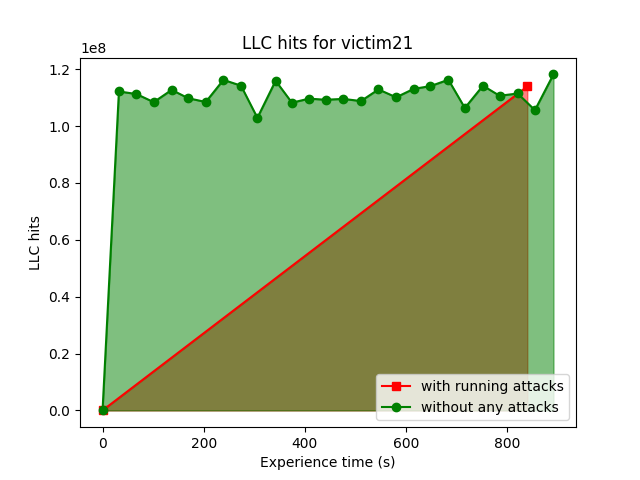 LLC hits for victim21
1e8
1.2
1.0
0.8
0.6
0.4
0.2
0.0
LLC hits
with running attacks
without any attacks
0 200 400 600 800
Experience time (s)